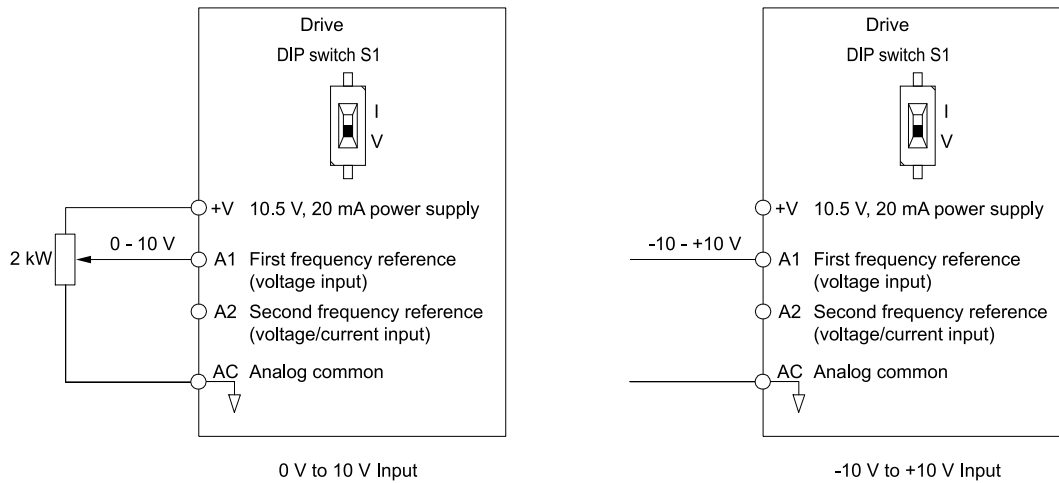 Drive
DIP switch S1
I
V
+V 10.5 V, 20 mA power supply
0 - 10 V
2 kW
A1 First frequency reference
(voltage input)
A2 Second frequency reference
(voltage/current input)
AC Analog common
0 V to 10 V Input
Drive
DIP switch S1
I
V
+V 10.5 V, 20 mA power supply
-10 - +10 V
A1 First frequency reference
(voltage input)
A2 Second frequency reference
(voltage/current input)
AC Analog common
-10 V to +10 V Input